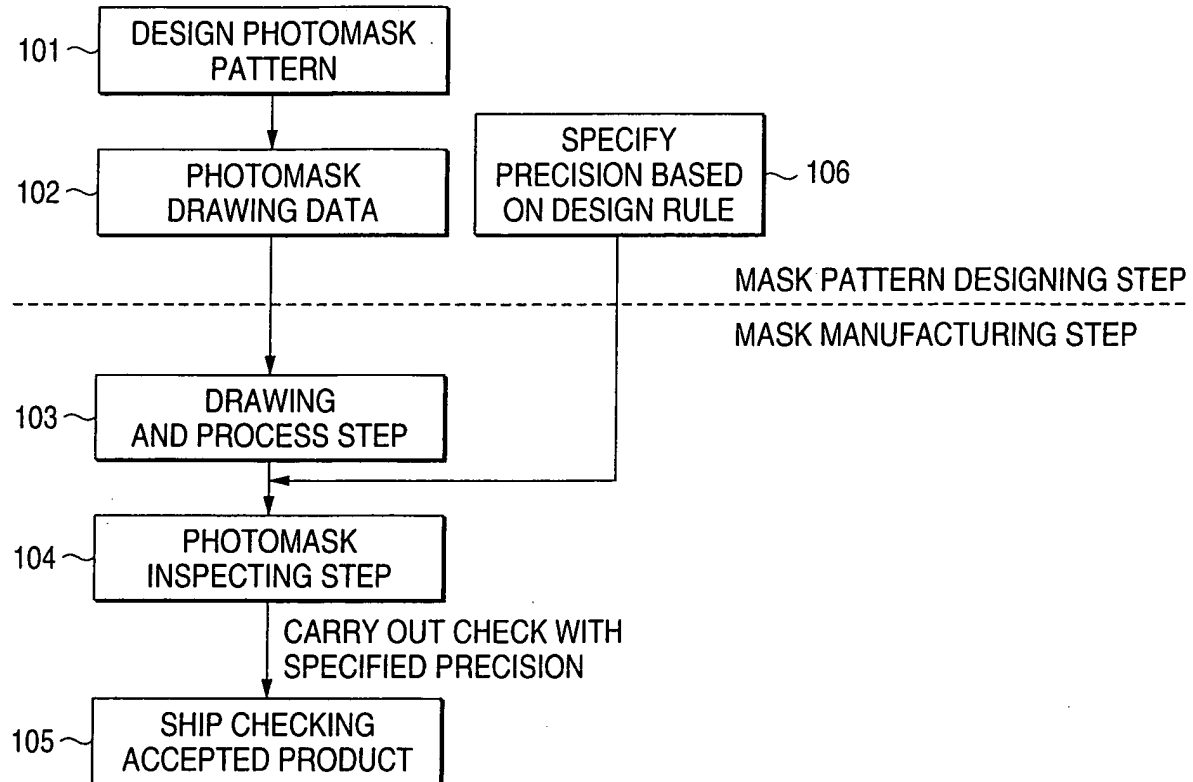 101
DESIGN PHOTOMASK
PATTERN
102
PHOTOMASK
DRAWING DATA
SPECIFY
PRECISION BASED
ON DESIGN RULE
106
MASK PATTERN DESIGNING STEP
MASK MANUFACTURING STEP
103
DRAWING
AND PROCESS STEP
104
PHOTOMASK
INSPECTING STEP
CARRY OUT CHECK WITH
SPECIFIED PRECISION
105
SHIP CHECKING
ACCEPTED PRODUCT